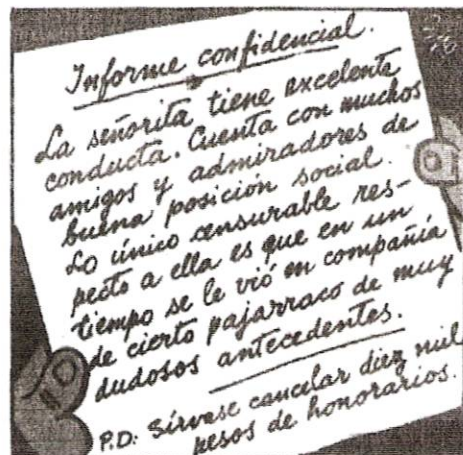 Informe confidencial.
La señorita tiene excelente
conducta. Cuenta con muchos
amigos y admiradores de
buena posición social.
Lo único censurable res-
pecto a ella es que en un
tiempo se le vió en compañía
de cierto pajarraco de muy
dudosos antecedentes.
P.D: Sírvase cancelar diez mil
pesos de honorarios.